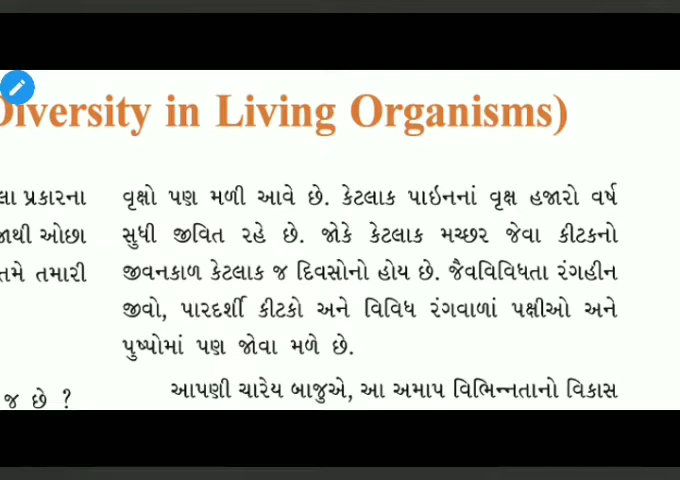 Diversity in Living Organisms)
લા પ્રકારના
જાથી ઓછા
તમે તમારી
જ છે ?
વૃક્ષો પણ મળી આવે છે. કેટલાક પાઇનનાં વૃક્ષ હજારો વર્ષ
સુધી જીવિત રહે છે. જોકે કેટલાક મચ્છર જેવા કીટકનો
જીવનકાળ કેટલાક જ દિવસોનો હોય છે. જૈવવિવિધતા રંગહીન
જીવો, પારદર્શી કીટકો અને વિવિધ રંગવાળાં પક્ષીઓ અને
પુષ્પોમાં પણ જોવા મળે છે.
આપણી ચારેય બાજુએ, આ અમાપ વિભિન્નતાનો વિકાસ